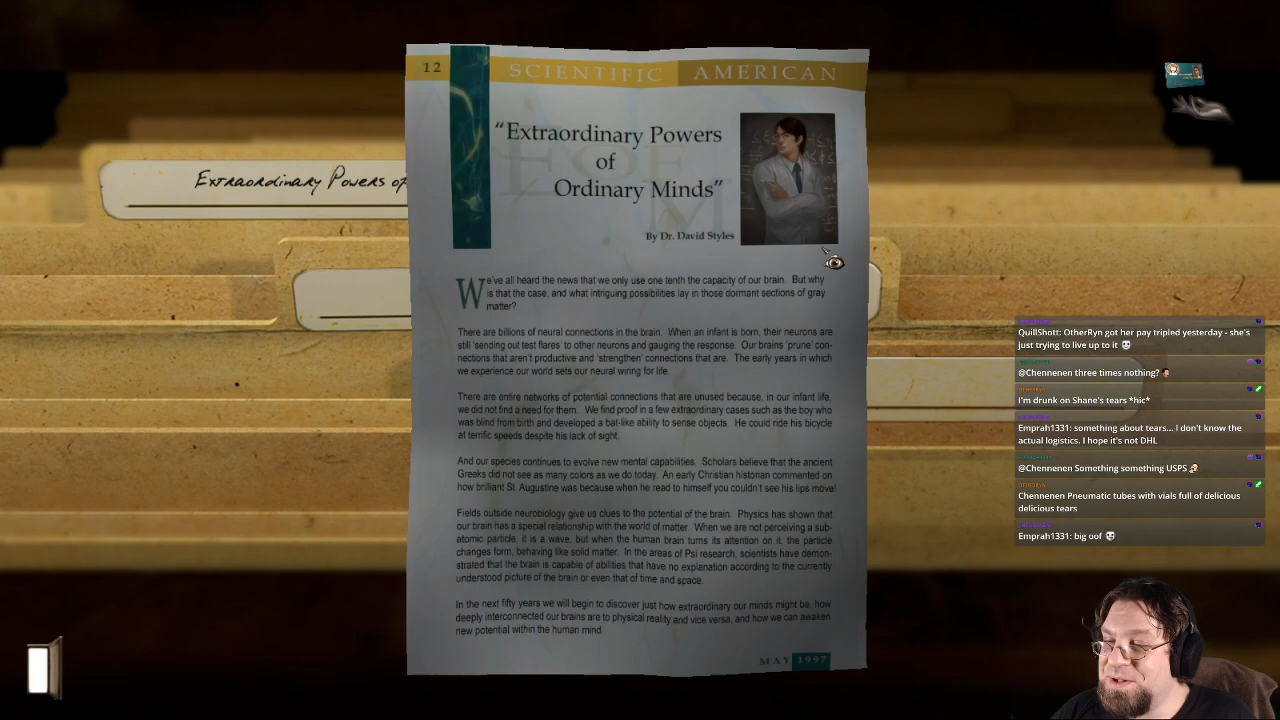 12
SCIENTIFIC AMERICAN
"Extraordinary Powers
of
Ordinary Minds"
By Dr. David Styles
Extraordinary Powers of
We've all heard the news that we only use one tenth the capacity of our brain. But why
is that the case, and what intriguing possibilities lay in those dormant sections of gray
matter?
There are billions of neural connections in the brain. When an infant is born, their neurons are
still 'sending out test flares' to other neurons and gauging the response. Our brains 'prune' con-
nections that aren't productive and 'strengthen' connections that are. The early years in which
we experience our world sets our neural wiring for life.
There are entire networks of potential connections that are unused because, in our infant life,
we did not find a need for them. We find proof in a few extraordinary cases such as the boy who
was blind from birth and developed a bat-like ability to sense objects. He could ride his bicycle
at terrific speeds despite his lack of sight.
And our species continues to evolve new mental capabilities. Scholars believe that the ancient
Greeks did not see as many colors as we do today. An early Christian historian commented on
how briliant St. Augustine was because when he read to himself you couldn't see his lips move!
Fields outside neurobiology give us clues to the potential of the brain. Physics has shown that
our brain has a special relationship with the world of matter. When we are not perceiving a sub-
atomic particle, it is a wave, but when the human brain turns its attention on it, the particle
changes form, behaving like solid matter. In the areas of Psi research, scientists have demon-
strated that the brain is capable of abilities that have no explanation according to the currently
understood picture of the brain or even that of time and space.
In the next fifty years we will begin to discover just how extraordinary our minds might be, how
deeply interconnected our brains are to physical reality and vice versa, and how we can awaken
new potential within the human mind.
MAY 1997
QuillShott: OtherRyn got her pay tripled yesterday - she's
just trying to live up to it
@Chennenen three times nothing?
I'm drunk on Shane's tears *hic*
Emprah1331: something about tears... I don't know the
actual logistics. I hope it's not DHL
@Chennenen Something something USPS
Chennenen Pneumatic tubes with vials full of delicious
delicious tears
Emprah1331: big oof